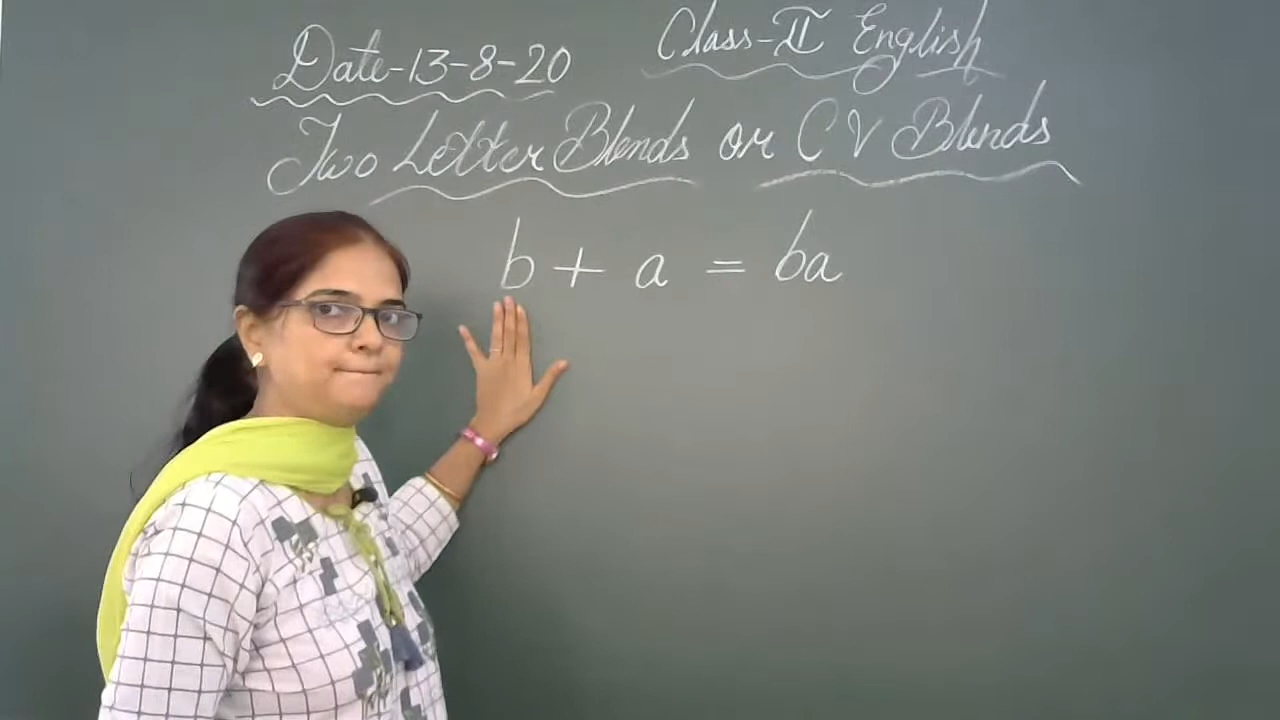 Date-13-8-20 Class-II English
Two Letter Blends or CV Blends
b + a = ba